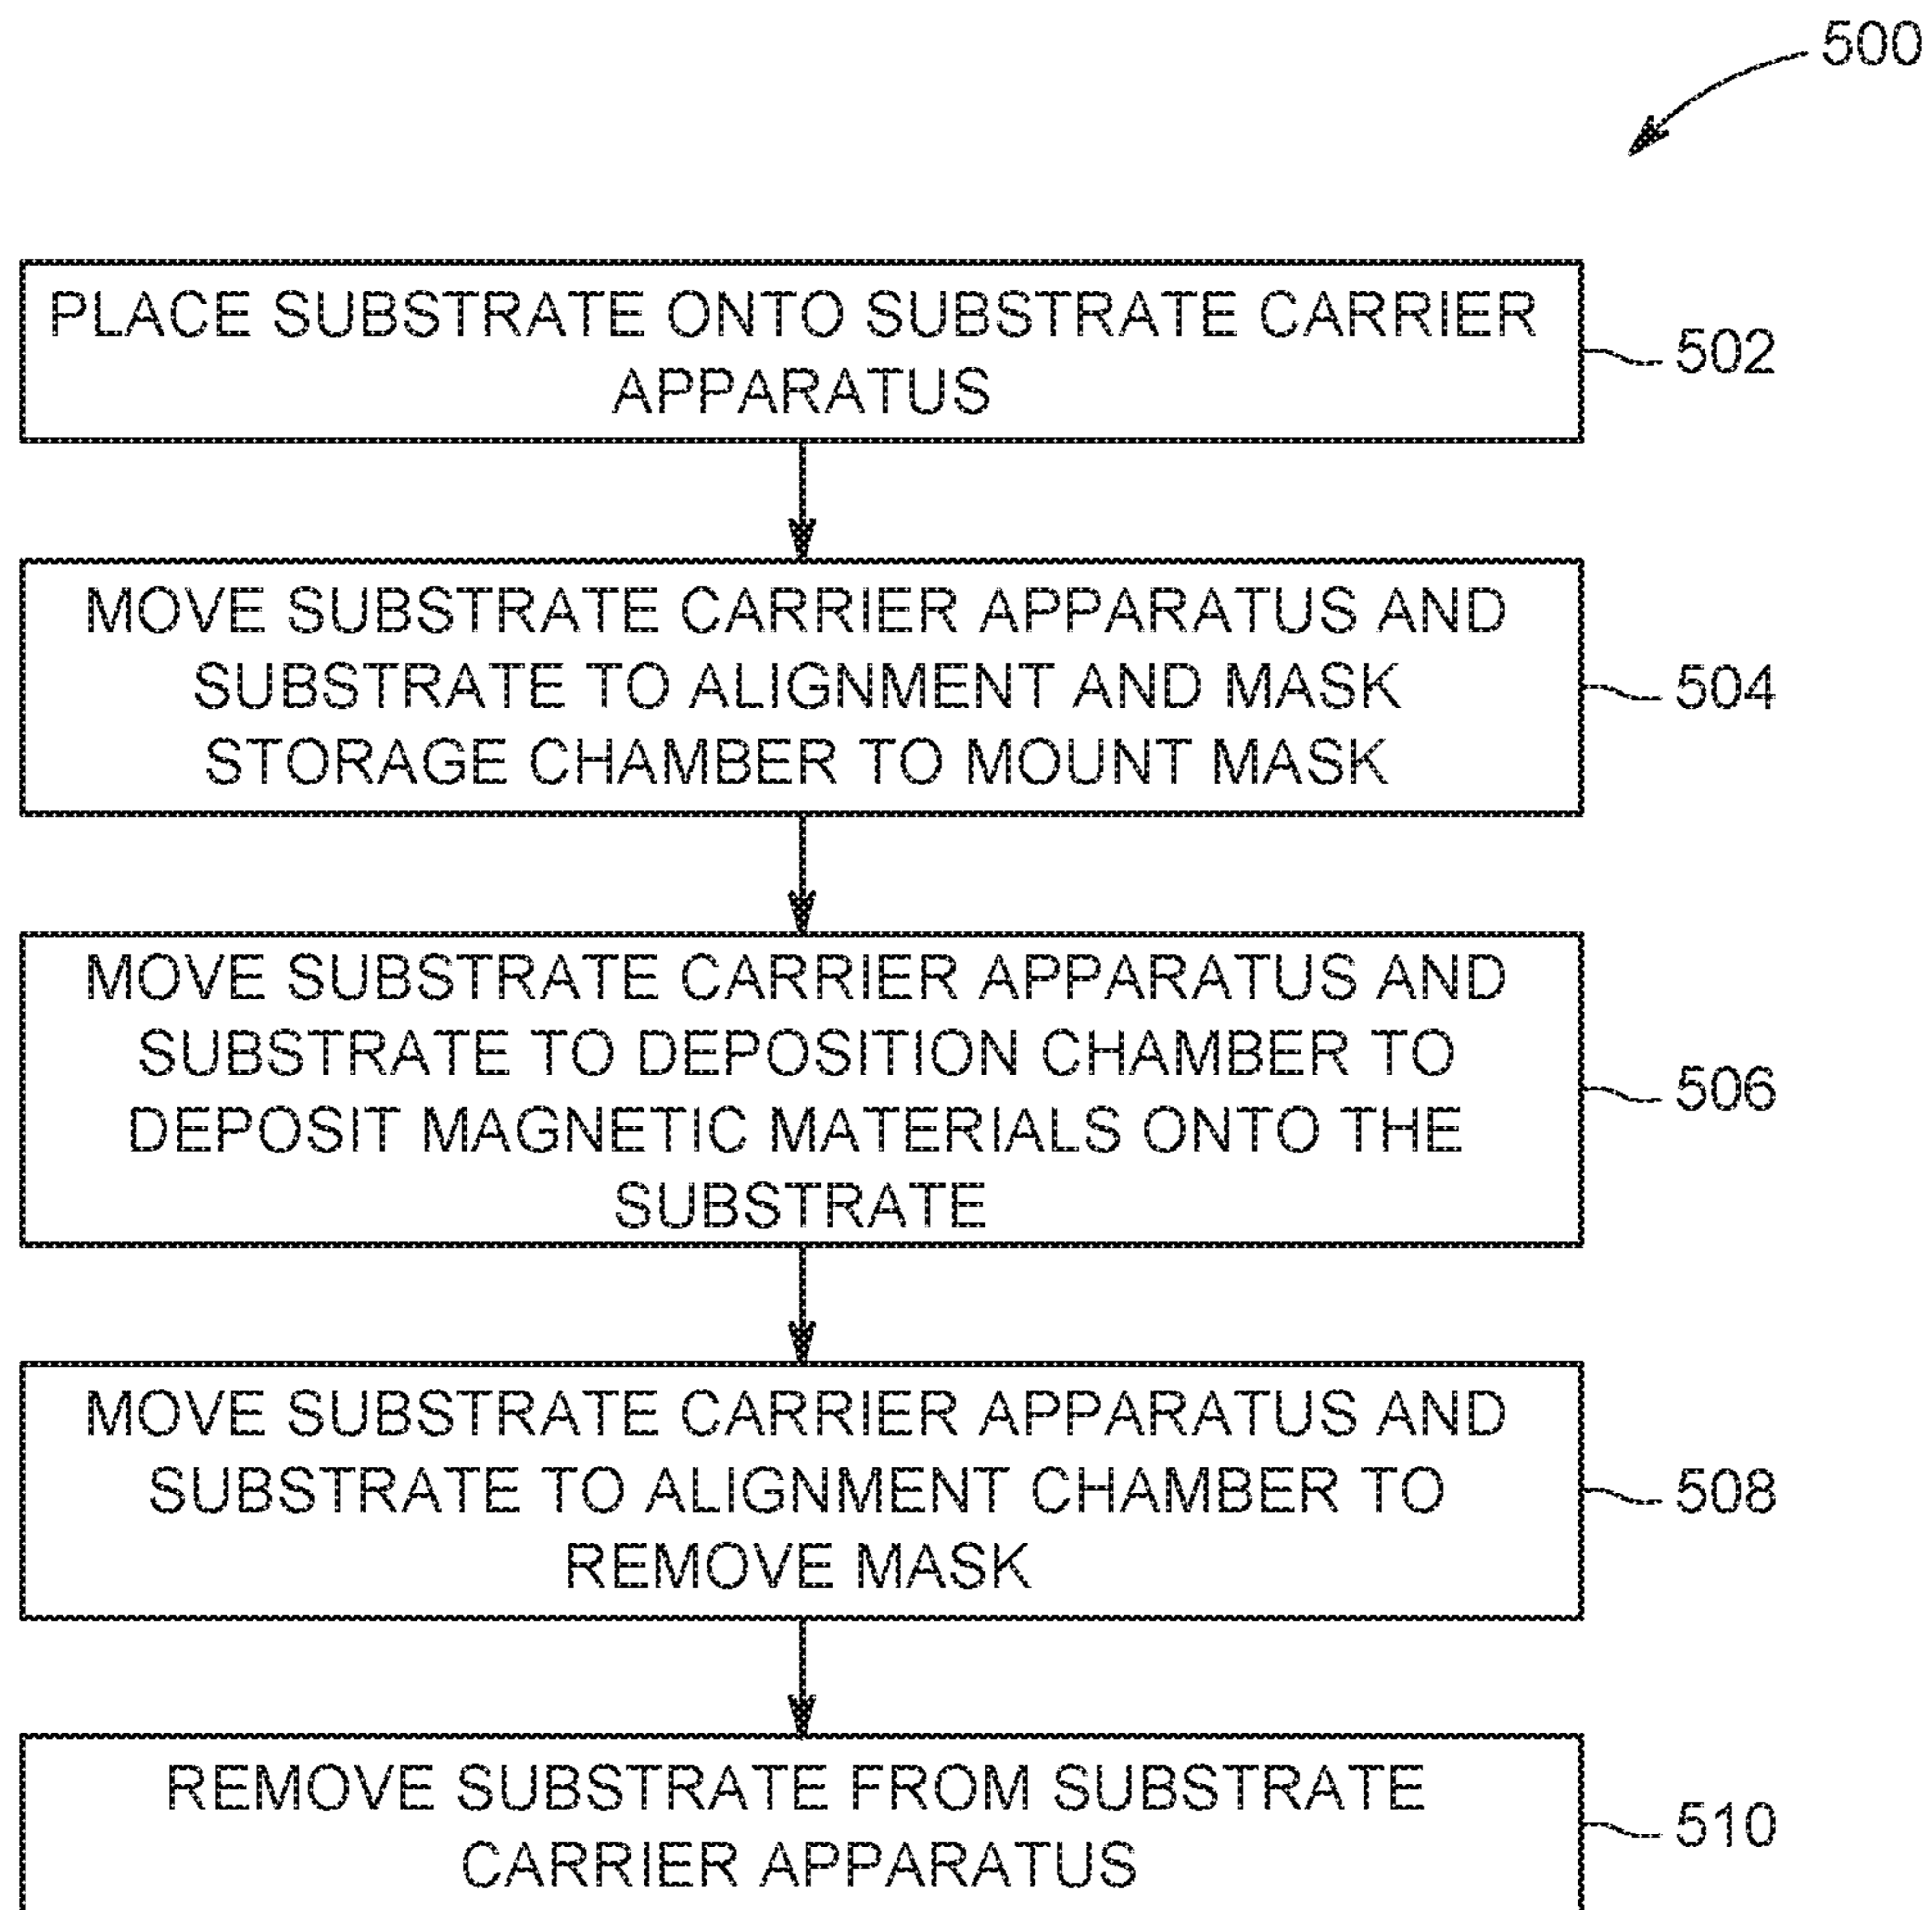 500
PLACE SUBSTRATE ONTO SUBSTRATE CARRIER
APPARATUS
502
MOVE SUBSTRATE CARRIER APPARATUS AND
SUBSTRATE TO ALIGNMENT AND MASK
STORAGE CHAMBER TO MOUNT MASK
504
MOVE SUBSTRATE CARRIER APPARATUS AND
SUBSTRATE TO DEPOSITION CHAMBER TO
DEPOSIT MAGNETIC MATERIALS ONTO THE
SUBSTRATE
506
MOVE SUBSTRATE CARRIER APPARATUS AND
SUBSTRATE TO ALIGNMENT CHAMBER TO
REMOVE MASK
508
REMOVE SUBSTRATE FROM SUBSTRATE
CARRIER APPARATUS
510